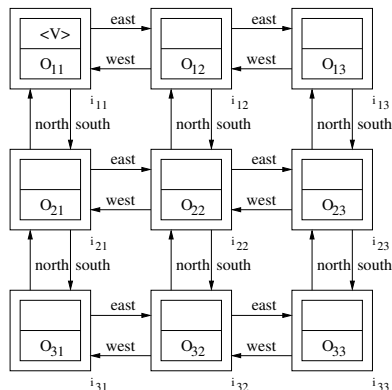 east east
<V>
west west
O11 O12 O13
i11 i12 i13
north south north south north south
east east
west west
O21 O22 O23
i21 i22 i23
north south north south north south
east east
west west
O31 O32 O33
i31 i32 i33